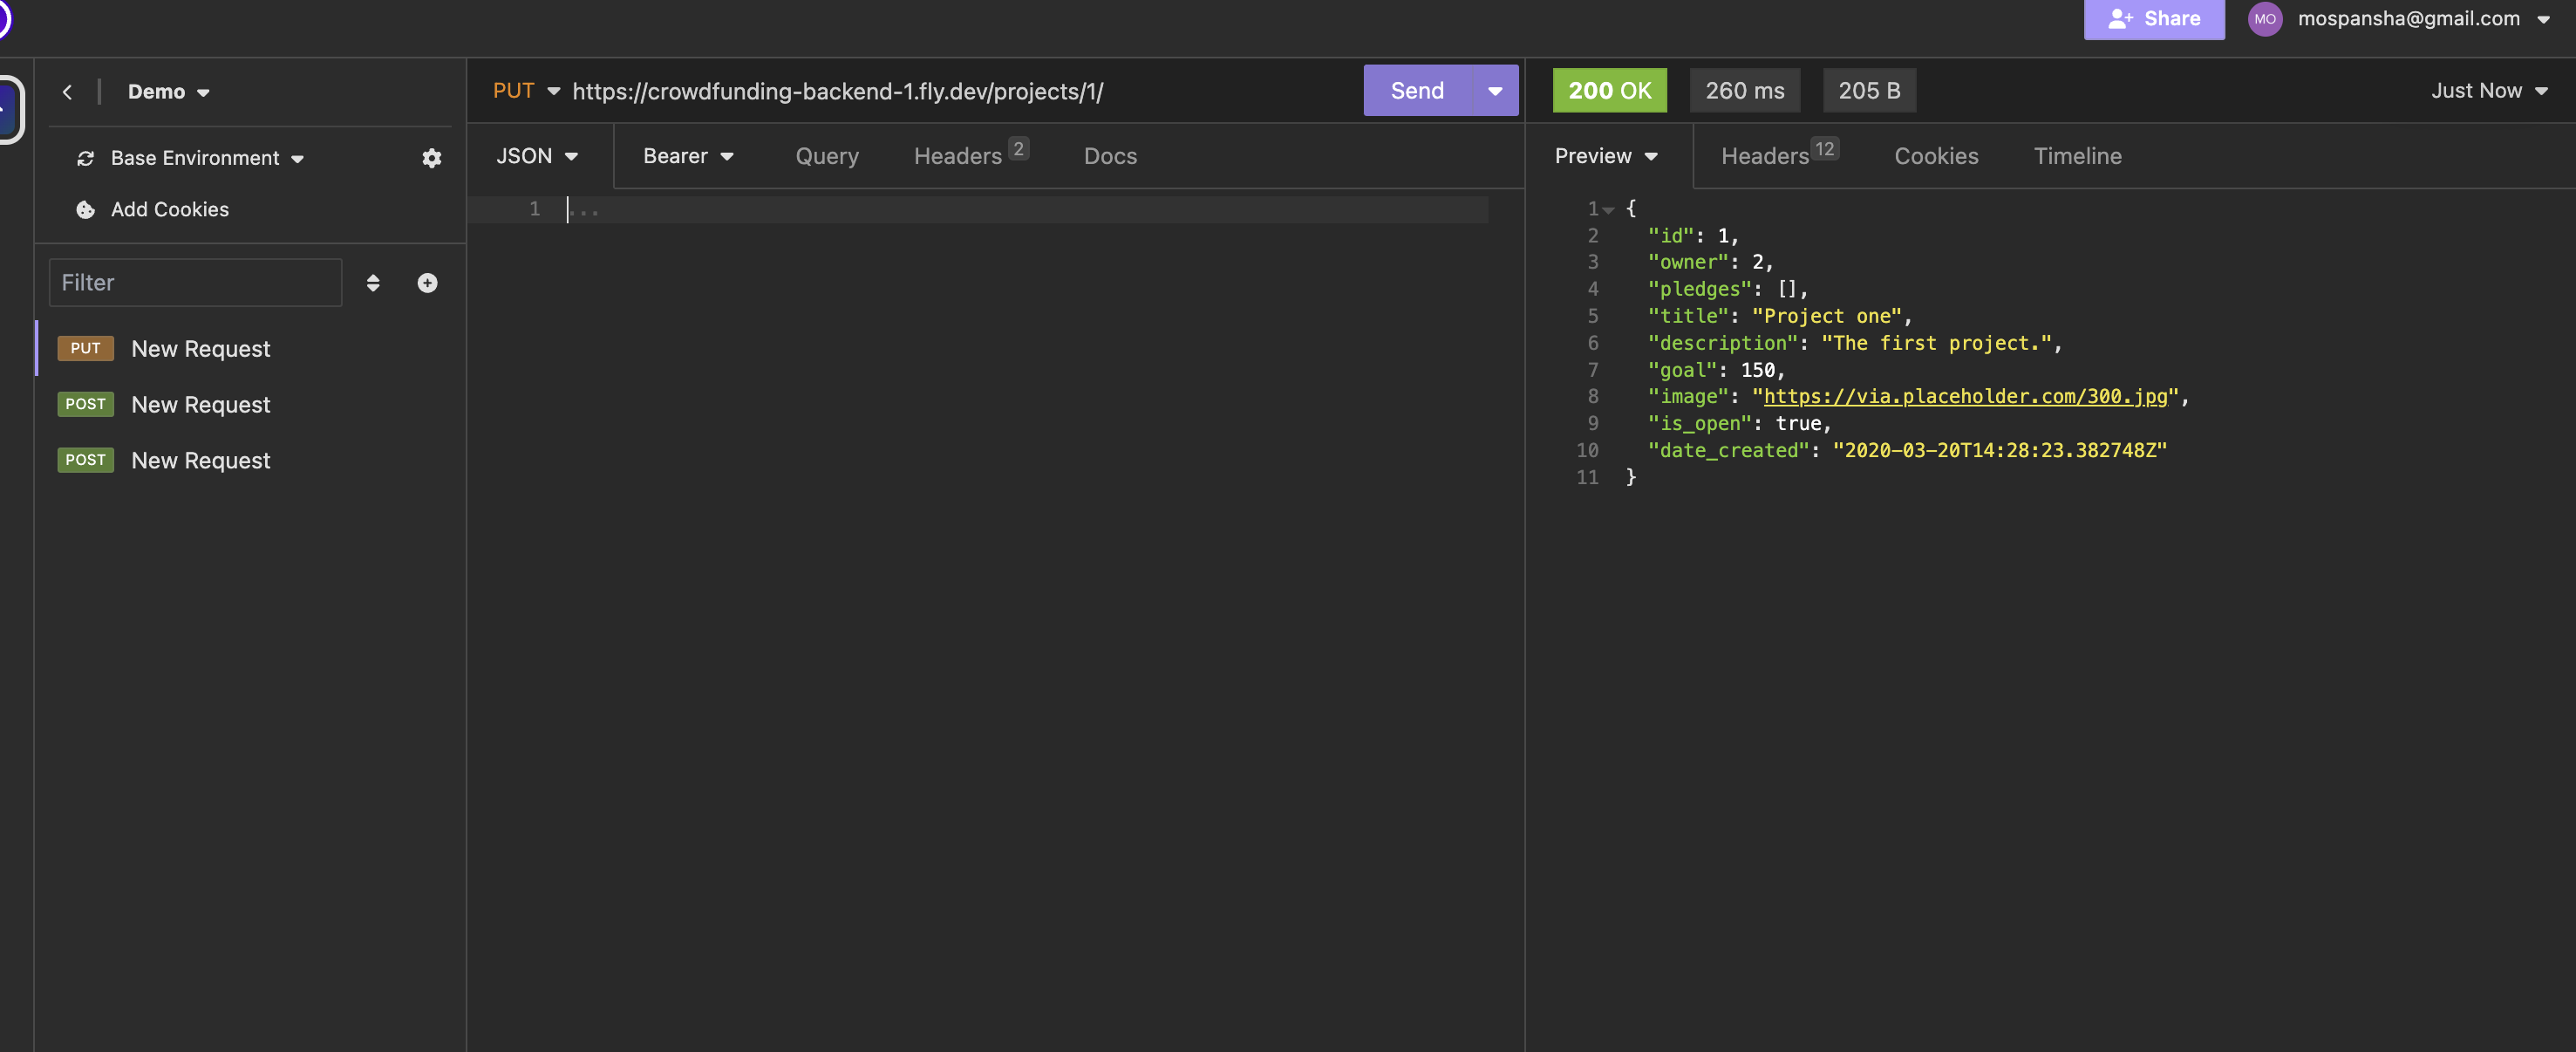 Share
MO
mospansha@gmail.com
Demo
PUT https://crowdfunding-backend-1.fly.dev/projects/1/
Send
200 OK
260 ms
205 B
Just Now
Base Environment
Add Cookies
Filter
PUT New Request
POST New Request
POST New Request
JSON
Bearer
Query
Headers 2
Docs
1 ...
Preview
Headers 12
Cookies
Timeline
1 {
2 "id": 1,
3 "owner": 2,
4 "pledges": [],
5 "title": "Project one",
6 "description": "The first project.",
7 "goal": 150,
8 "image": "https://via.placeholder.com/300.jpg",
9 "is_open": true,
10 "date_created": "2020-03-20T14:28:23.382748Z"
11 }